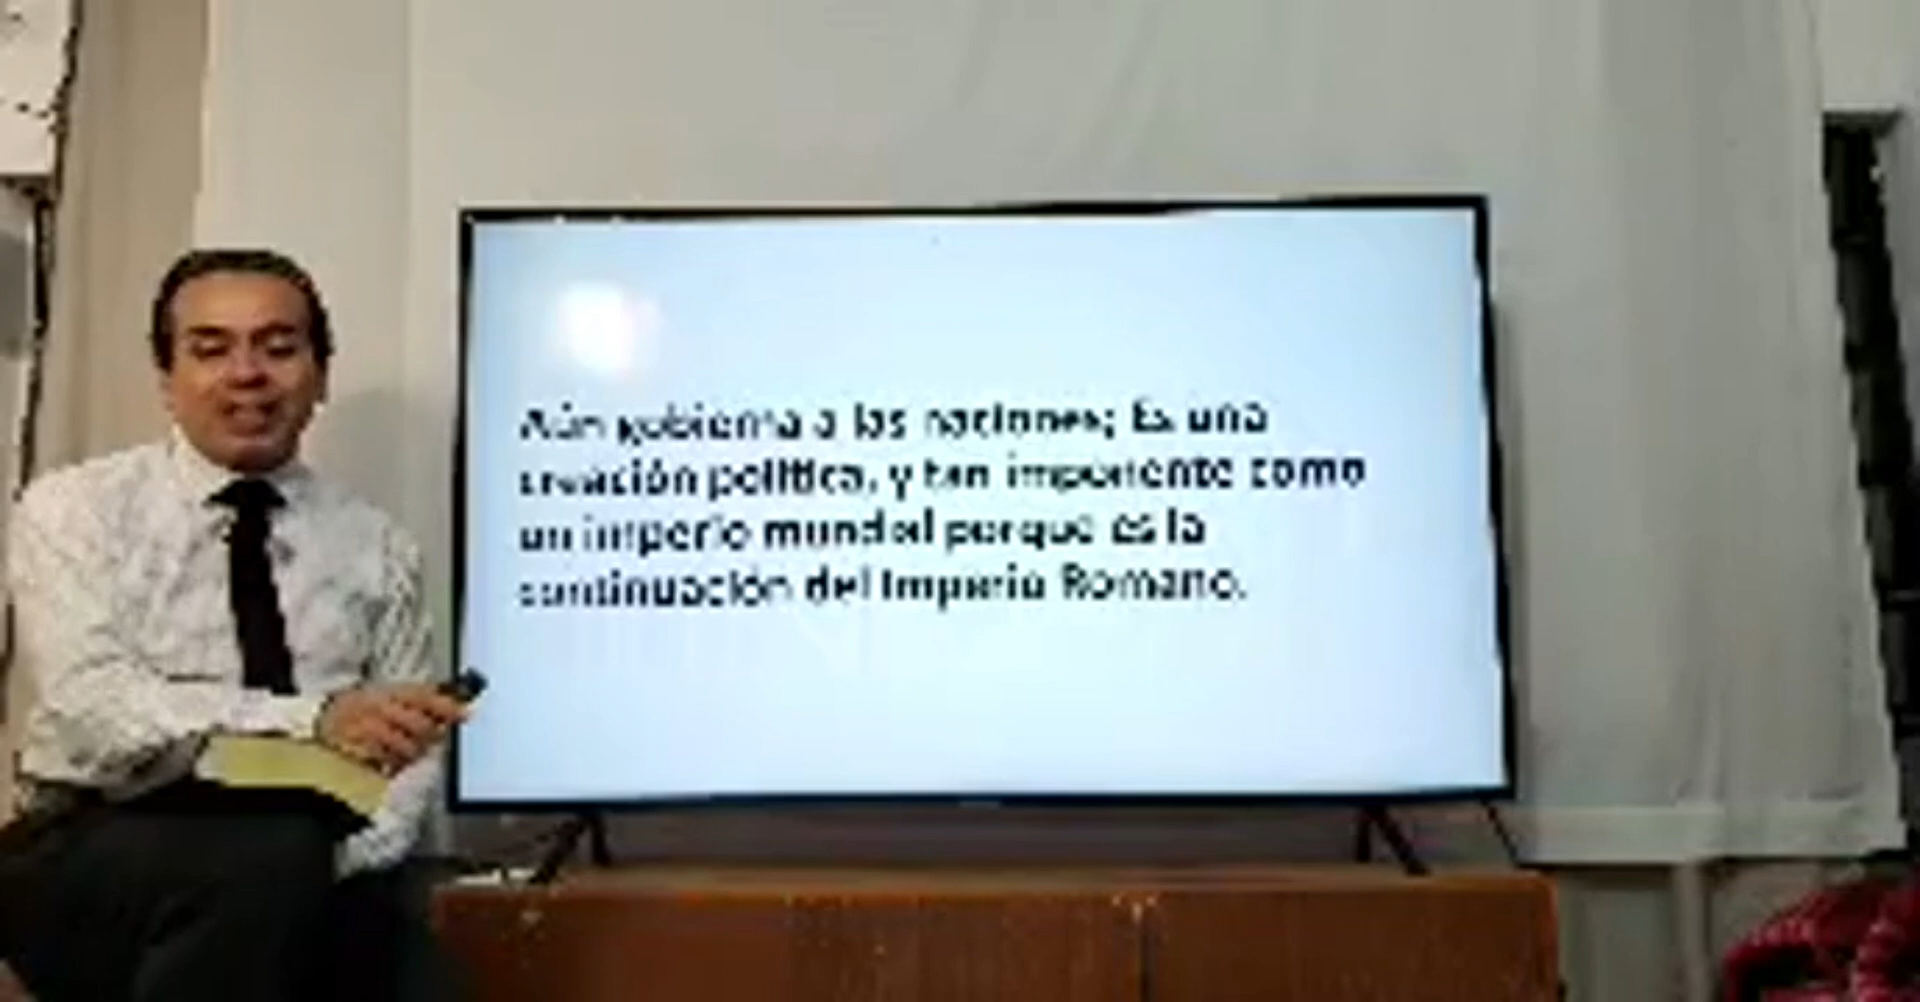 Aún gobierna a las naciones; Es una
creación política, y tan imponente como
un imperio mundial porque es la
continuación del Imperio Romano.